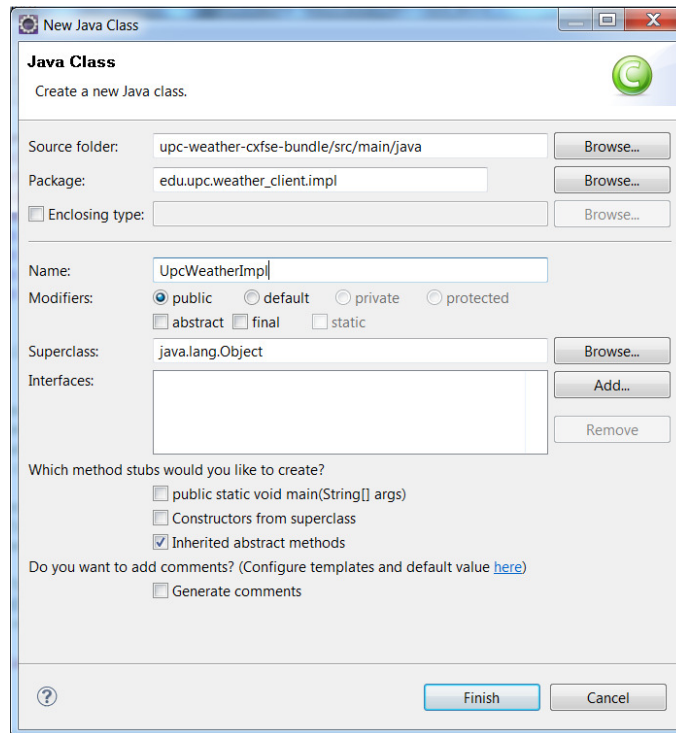 New Java Class
Java Class
Create a new Java class.
C
Source folder: upc-weather-cxfse-bundle/src/main/java Browse...
Package: edu.upc.weather_client.impl Browse...
Enclosing type: Browse...
Name: UpcWeatherImpl
Modifiers: public default private protected
abstract final static
Superclass: java.lang.Object Browse...
Interfaces: Add...
Remove
Which method stubs would you like to create?
public static void main(String[] args)
Constructors from superclass
Inherited abstract methods
Do you want to add comments? (Configure templates and default value here)
Generate comments
? Finish Cancel